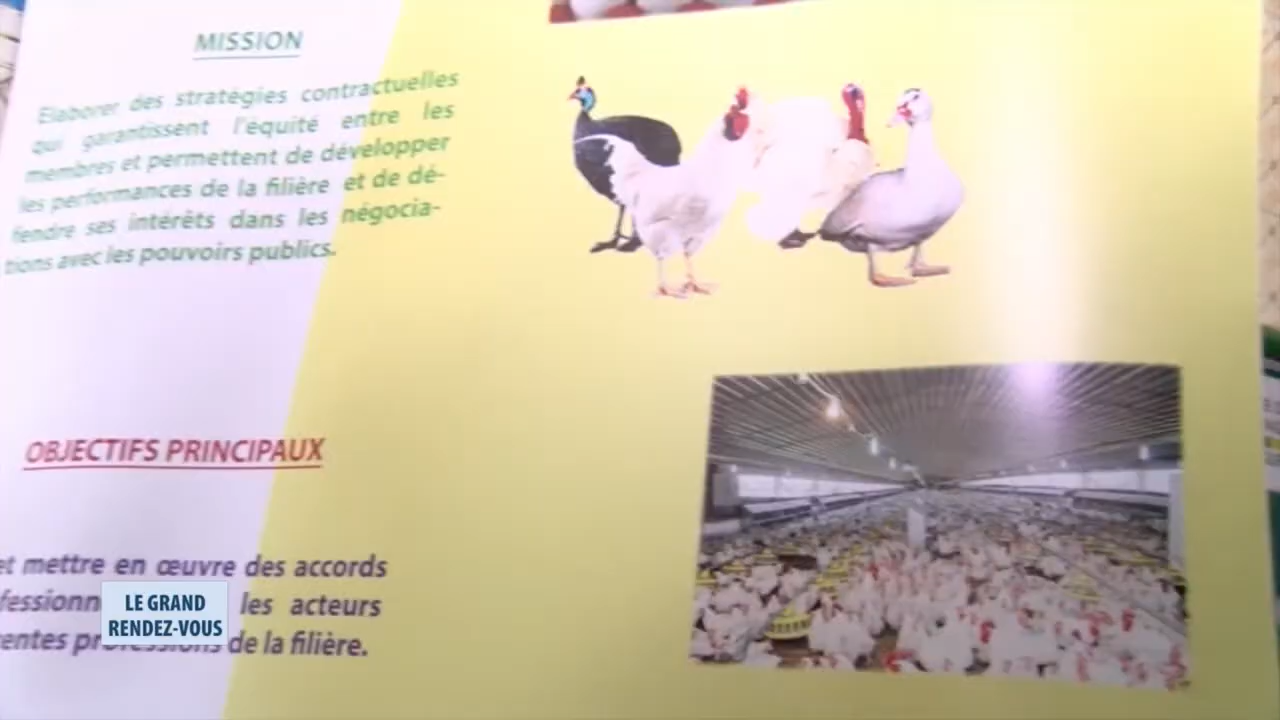 MISSION
Elaborer des stratégies contractuelles
qui garantissent l'équité entre les
membres et permettent de développer
les performances de la filière et de dé-
fendre ses intérêts dans les négocia-
tions avec les pouvoirs publics.
OBJECTIFS PRINCIPAUX
et mettre en œuvre des accords
les acteurs
de la filière.
LE GRAND
RENDEZ-VOUS